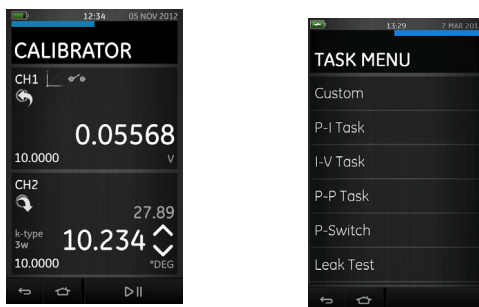 12:34 05 NOV 2012
CALIBRATOR
CH1
0.05568
10.0000 V
CH2
27.89
k-type
3w
10.234
10.0000 °DEG
13:29 7 MAR 201
TASK MENU
Custom
P-I Task
I-V Task
P-P Task
P-Switch
Leak Test